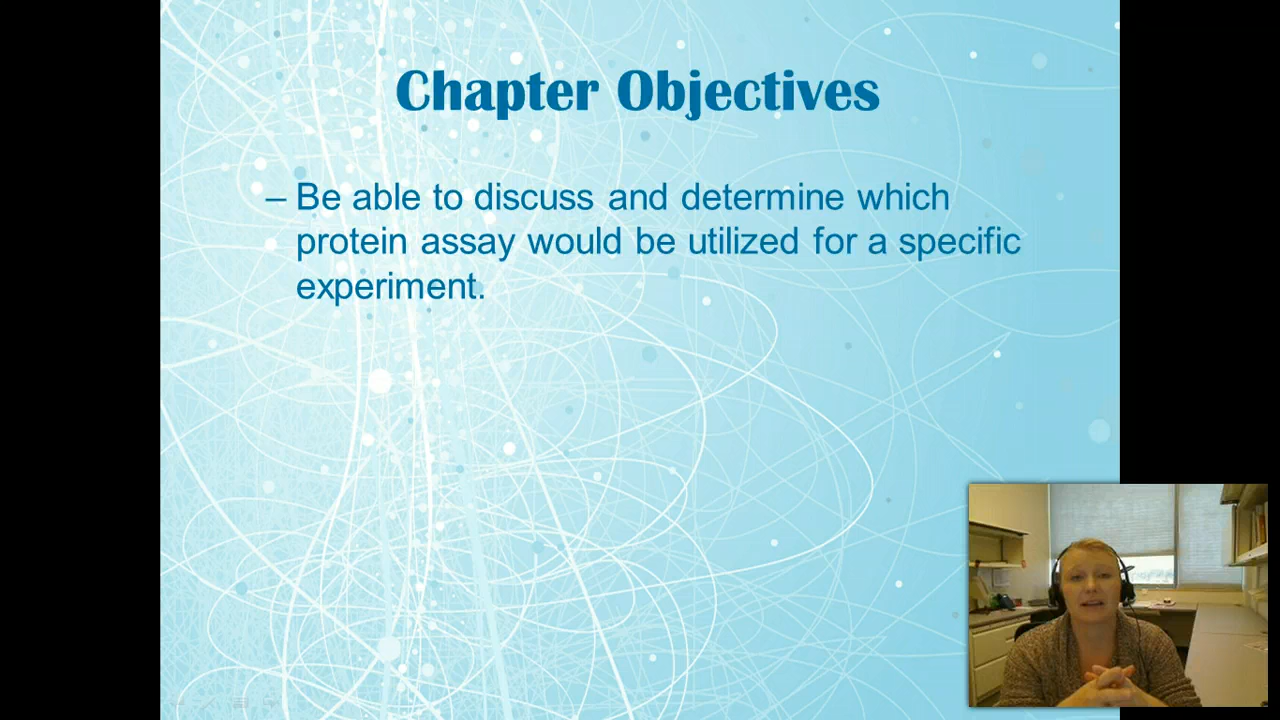 Chapter Objectives
– Be able to discuss and determine which
protein assay would be utilized for a specific
experiment.